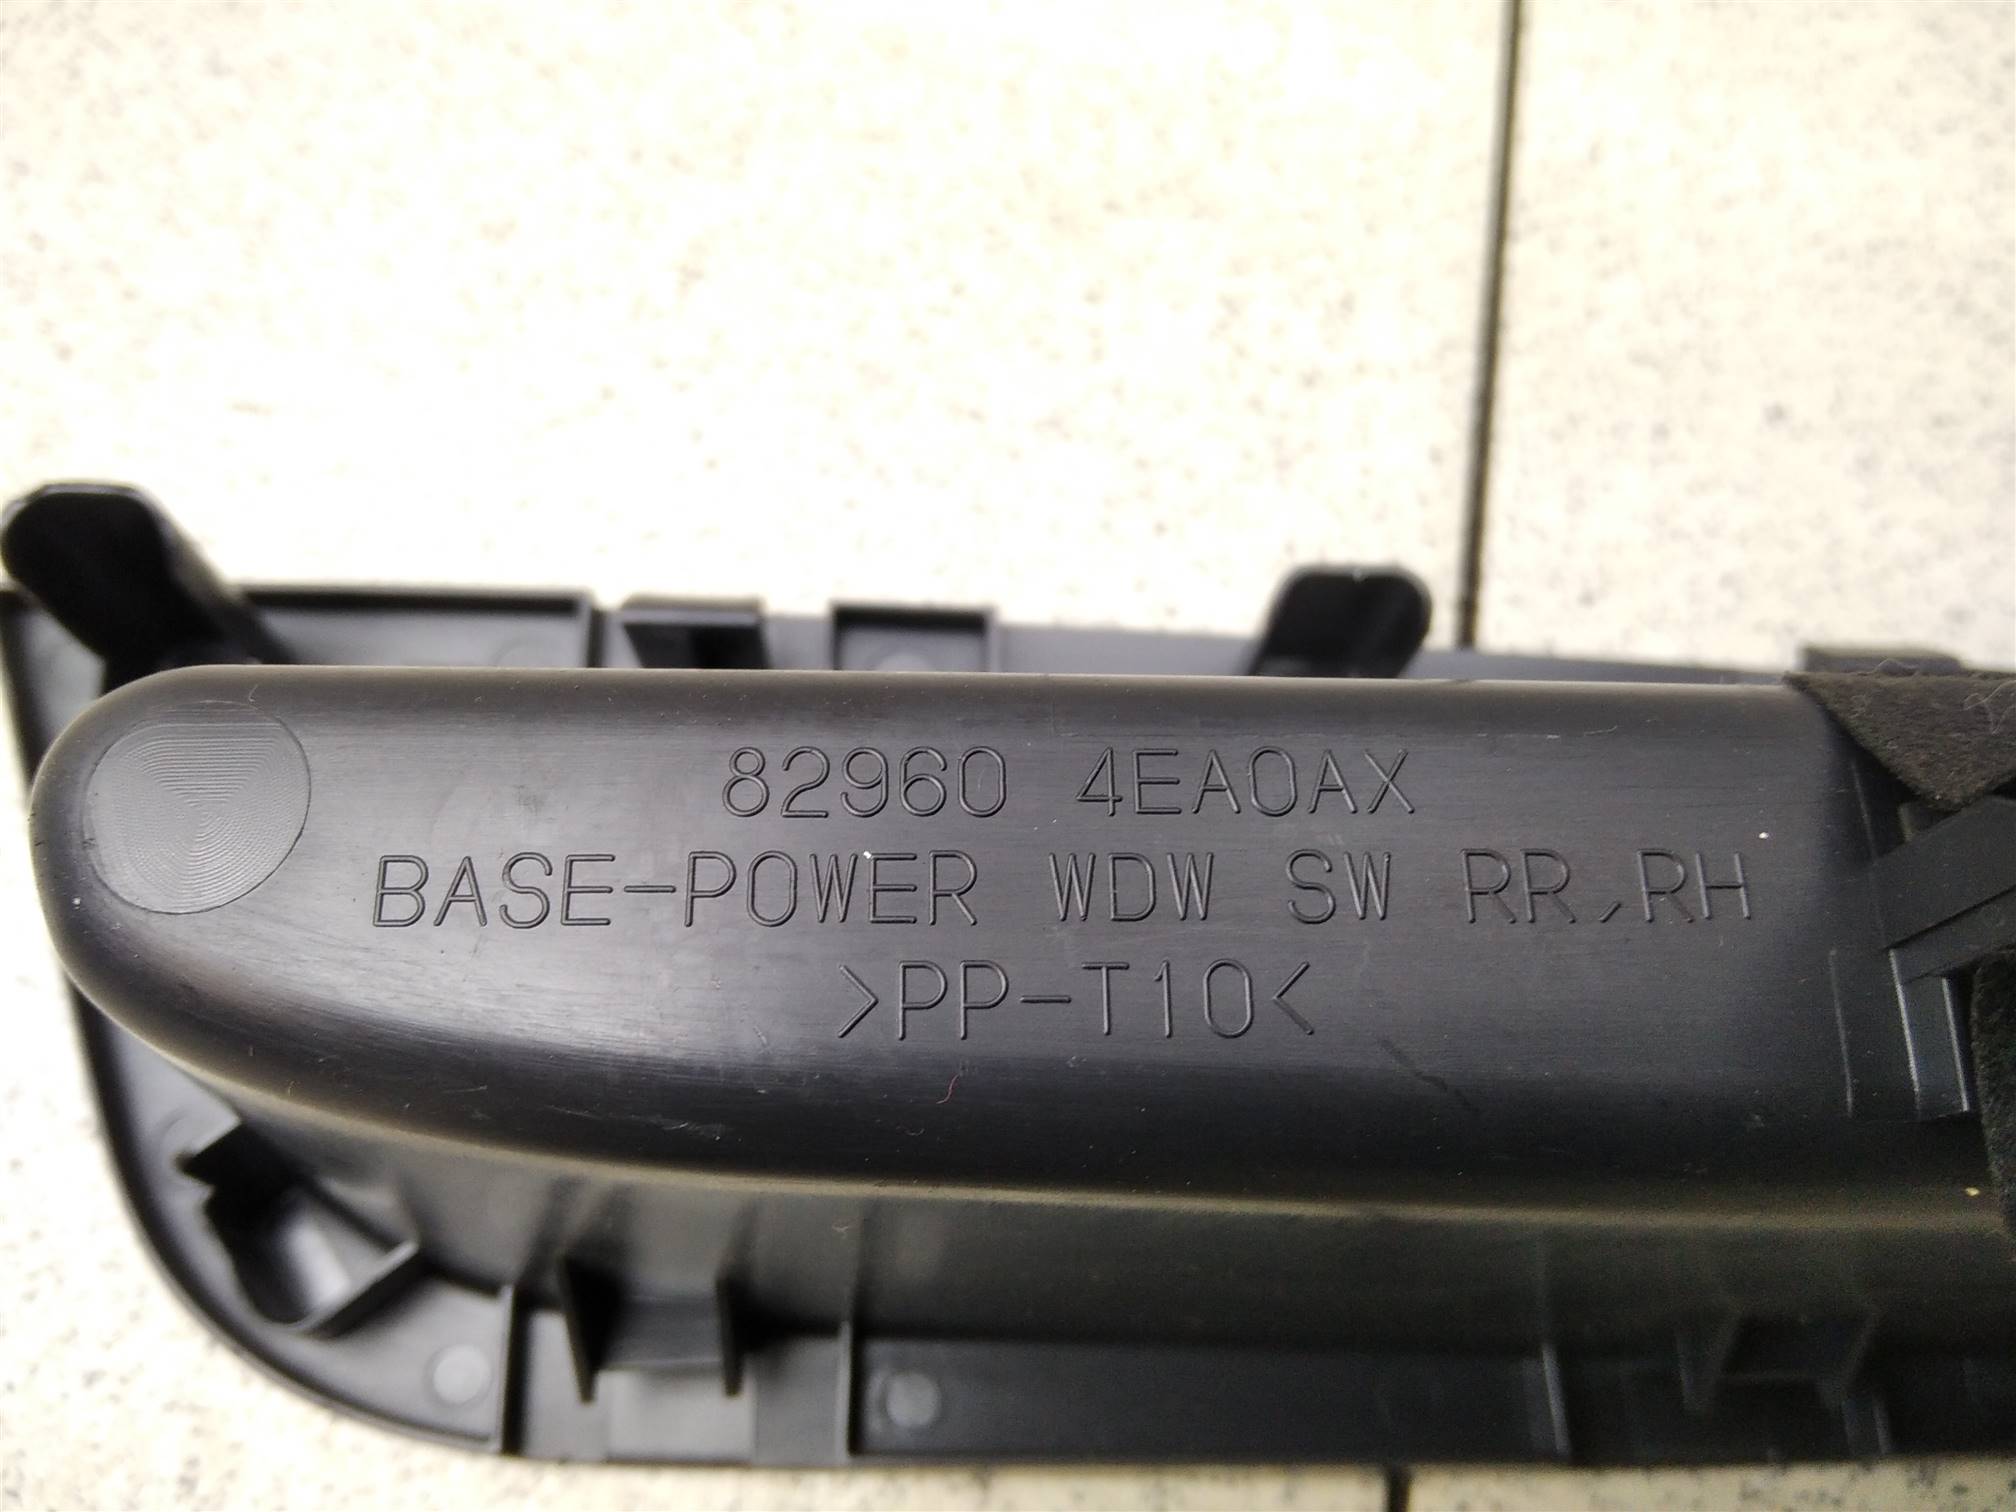 82960 4EA0AX
BASE-POWER WDW SW RR,RH
>PP-T10<